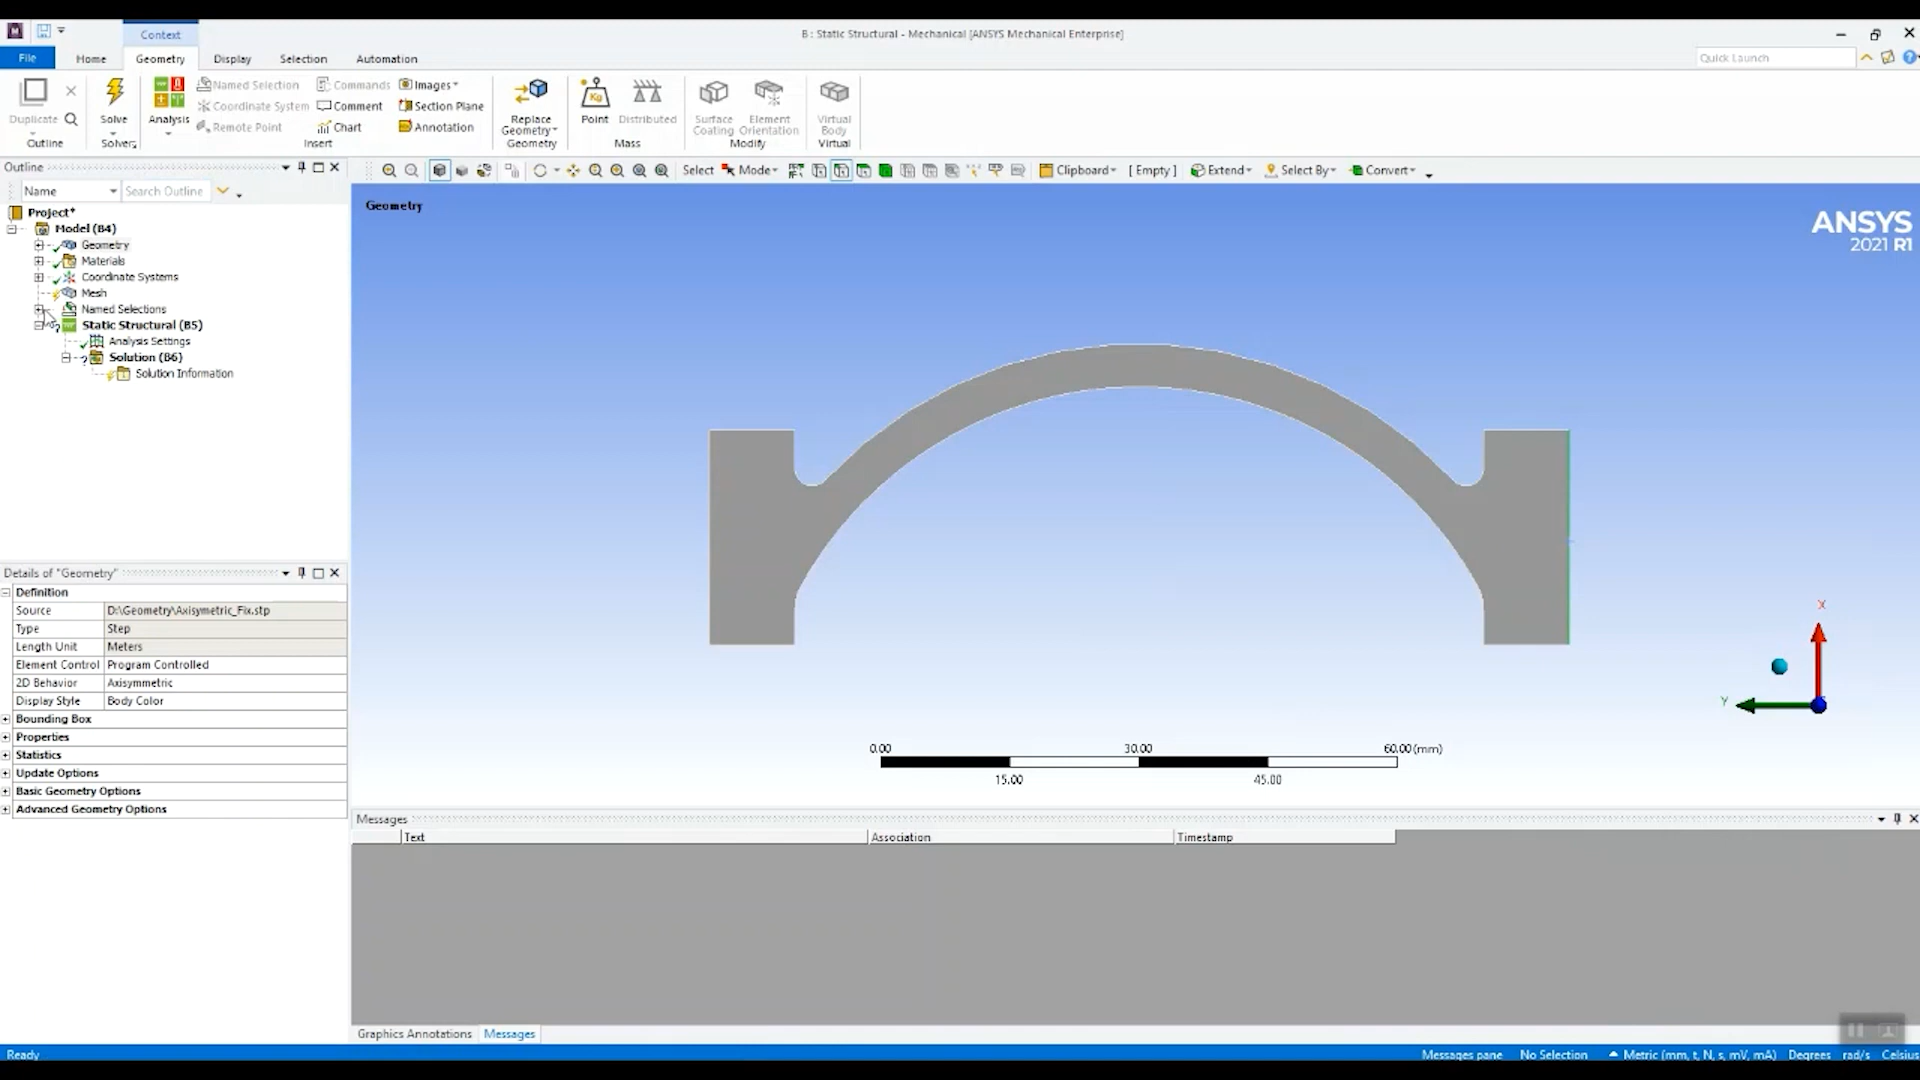 Context
B : Static Structural - Mechanical [ANSYS Mechanical Enterprise]
File
Home
Geometry
Display
Selection
Automation
Quick Launch
Duplicate
Outline
Solve
Solver
Analysis
Named Selection
Coordinate System
Remote Point
Commands
Comment
Chart
Images
Section Plane
Annotation
Insert
Replace
Geometry
Geometry
Kg
Point
Distributed
Mass
Surface
Coating
Element
Orientation
Modify
Virtual
Body
Virtual
Outline
Name
Search Outline
Select
Mode
Clipboard
[ Empty ]
Extend
Select By
Convert
Project*
Model (B4)
Geometry
Materials
Coordinate Systems
Mesh
Named Selections
Static Structural (B5)
Analysis Settings
Solution (B6)
Solution Information
Geometry
ANSYS
2021 R1
X
Y
0.00
30.00
60.00 (mm)
15.00
45.00
Details of "Geometry"
Definition
Source D:\Geometry\Axisymetric_Fix.stp
Type Step
Length Unit Meters
Element Control Program Controlled
2D Behavior Axisymmetric
Display Style Body Color
Bounding Box
Properties
Statistics
Update Options
Basic Geometry Options
Advanced Geometry Options
Messages
Text
Association
Timestamp
Graphics Annotations
Messages
Ready
Messages pane
No Selection
Metric (mm, t, N, s, mV, mA)
Degrees
rad/s
Celsius